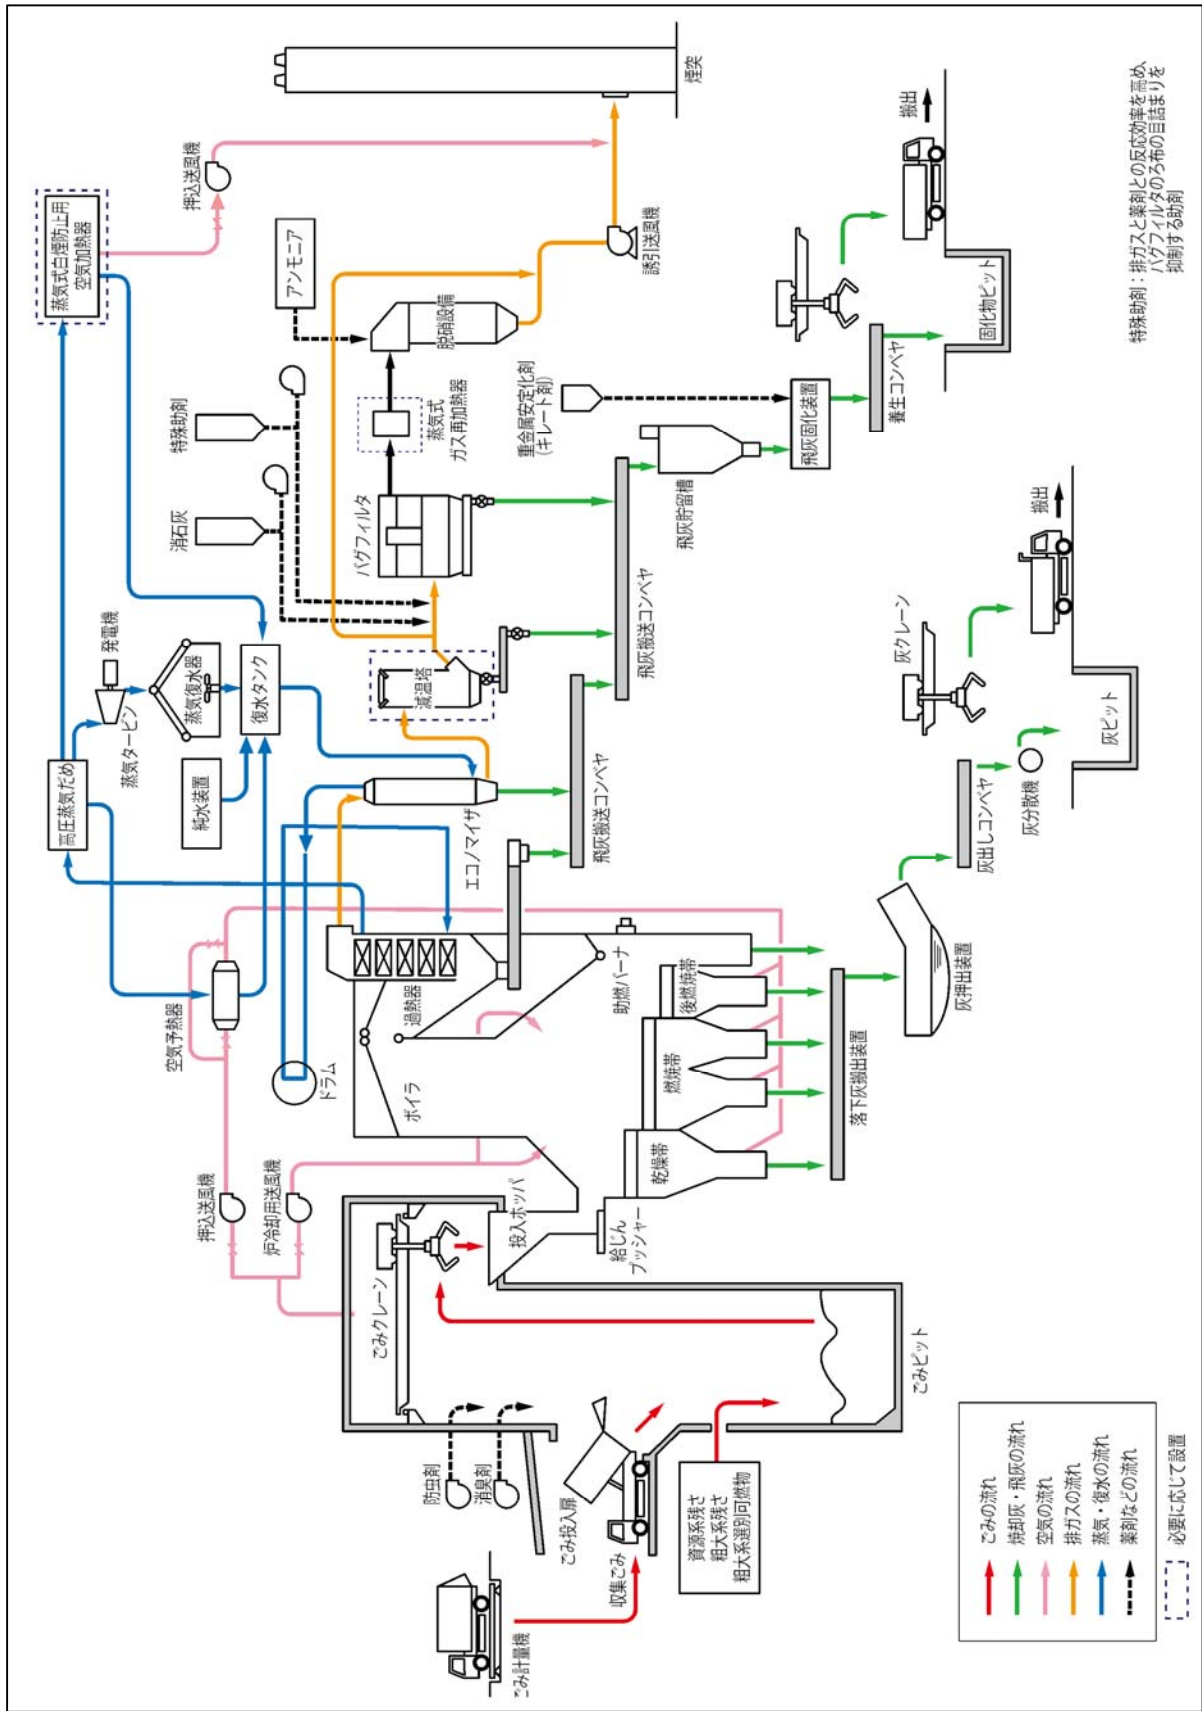 蒸気式白煙防止用
空気加熱器
押込送風機
煙突
アンモニア
脱硝設備
誘引送風機
特殊助剤
消石灰
蒸気式
ガス再加熱器
バグフィルタ
重金属安定化剤
(キレート剤)
飛灰固化装置
養生コンベヤ
固化物ピット
搬出
特殊助剤：排ガスと薬剤との反応効率を高め、
バグフィルタのろ布の目詰まりを
抑制する助剤
発電機
蒸気タービン
蒸気復水器
復水タンク
純水装置
高圧蒸気だめ
減温塔
エコノマイザ
飛灰搬送コンベヤ
飛灰搬送コンベヤ
飛灰貯留槽
空気予熱器
ドラム
過熱器
ボイラ
助燃バーナ
後燃焼帯
燃焼帯
乾燥帯
落下灰搬出装置
灰押出装置
灰出しコンベヤ
灰分散機
灰クレーン
灰ピット
搬出
押込送風機
炉冷却用送風機
ごみクレーン
投入ホッパ
給じん
プッシャー
ごみピット
防虫剤
消臭剤
ごみ投入扉
収集ごみ
ごみ計量機
資源系残さ
粗大系残さ
粗大系選別可燃物
ごみの流れ
焼却灰・飛灰の流れ
空気の流れ
排ガスの流れ
蒸気・復水の流れ
薬剤などの流れ
必要に応じて設置